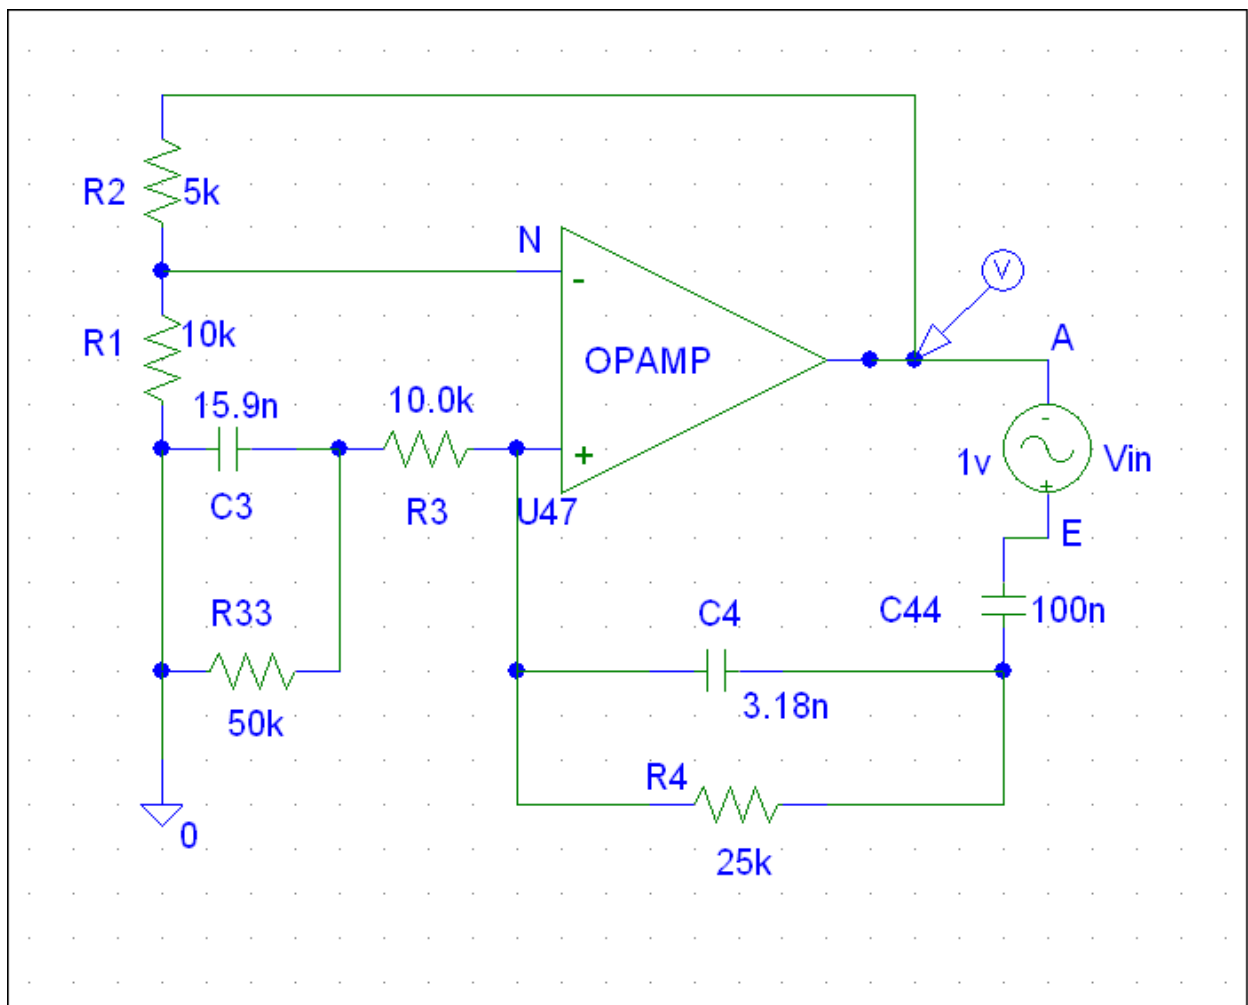 R2
5k
N
-
V
R1
10k
OPAMP
A
15.9n
10.0k
-
+
1v
Vin
C3
R3
U47
+
E
R33
C4
C44
100n
50k
3.18n
R4
0
25k